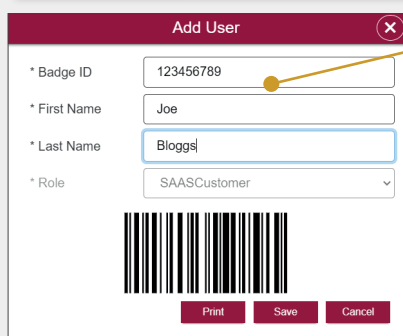 Add User
* Badge ID 123456789
* First Name Joe
* Last Name Bloggs
* Role SAASCustomer
Print Save Cancel